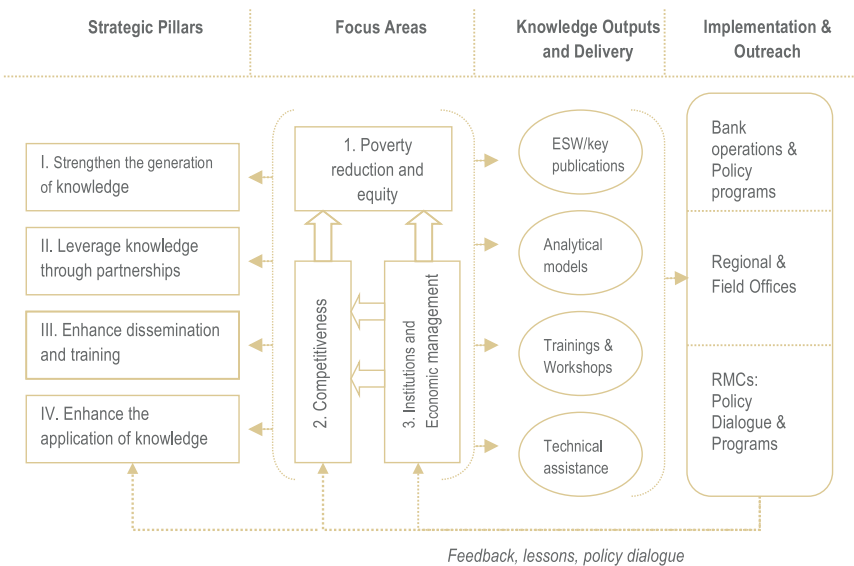 Strategic Pillars
Focus Areas
Knowledge Outputs
and Delivery
Implementation &
Outreach
I. Strengthen the generation
of knowledge
II. Leverage knowledge
through partnerships
III. Enhance dissemination
and training
IV. Enhance the
application of knowledge
1. Poverty
reduction and
equity
2. Competitiveness
3. Institutions and
Economic management
ESW/key
publications
Analytical
models
Trainings &
Workshops
Technical
assistance
Bank
operations &
Policy
programs
Regional &
Field Offices
RMCs:
Policy
Dialogue &
Programs
Feedback, lessons, policy dialogue